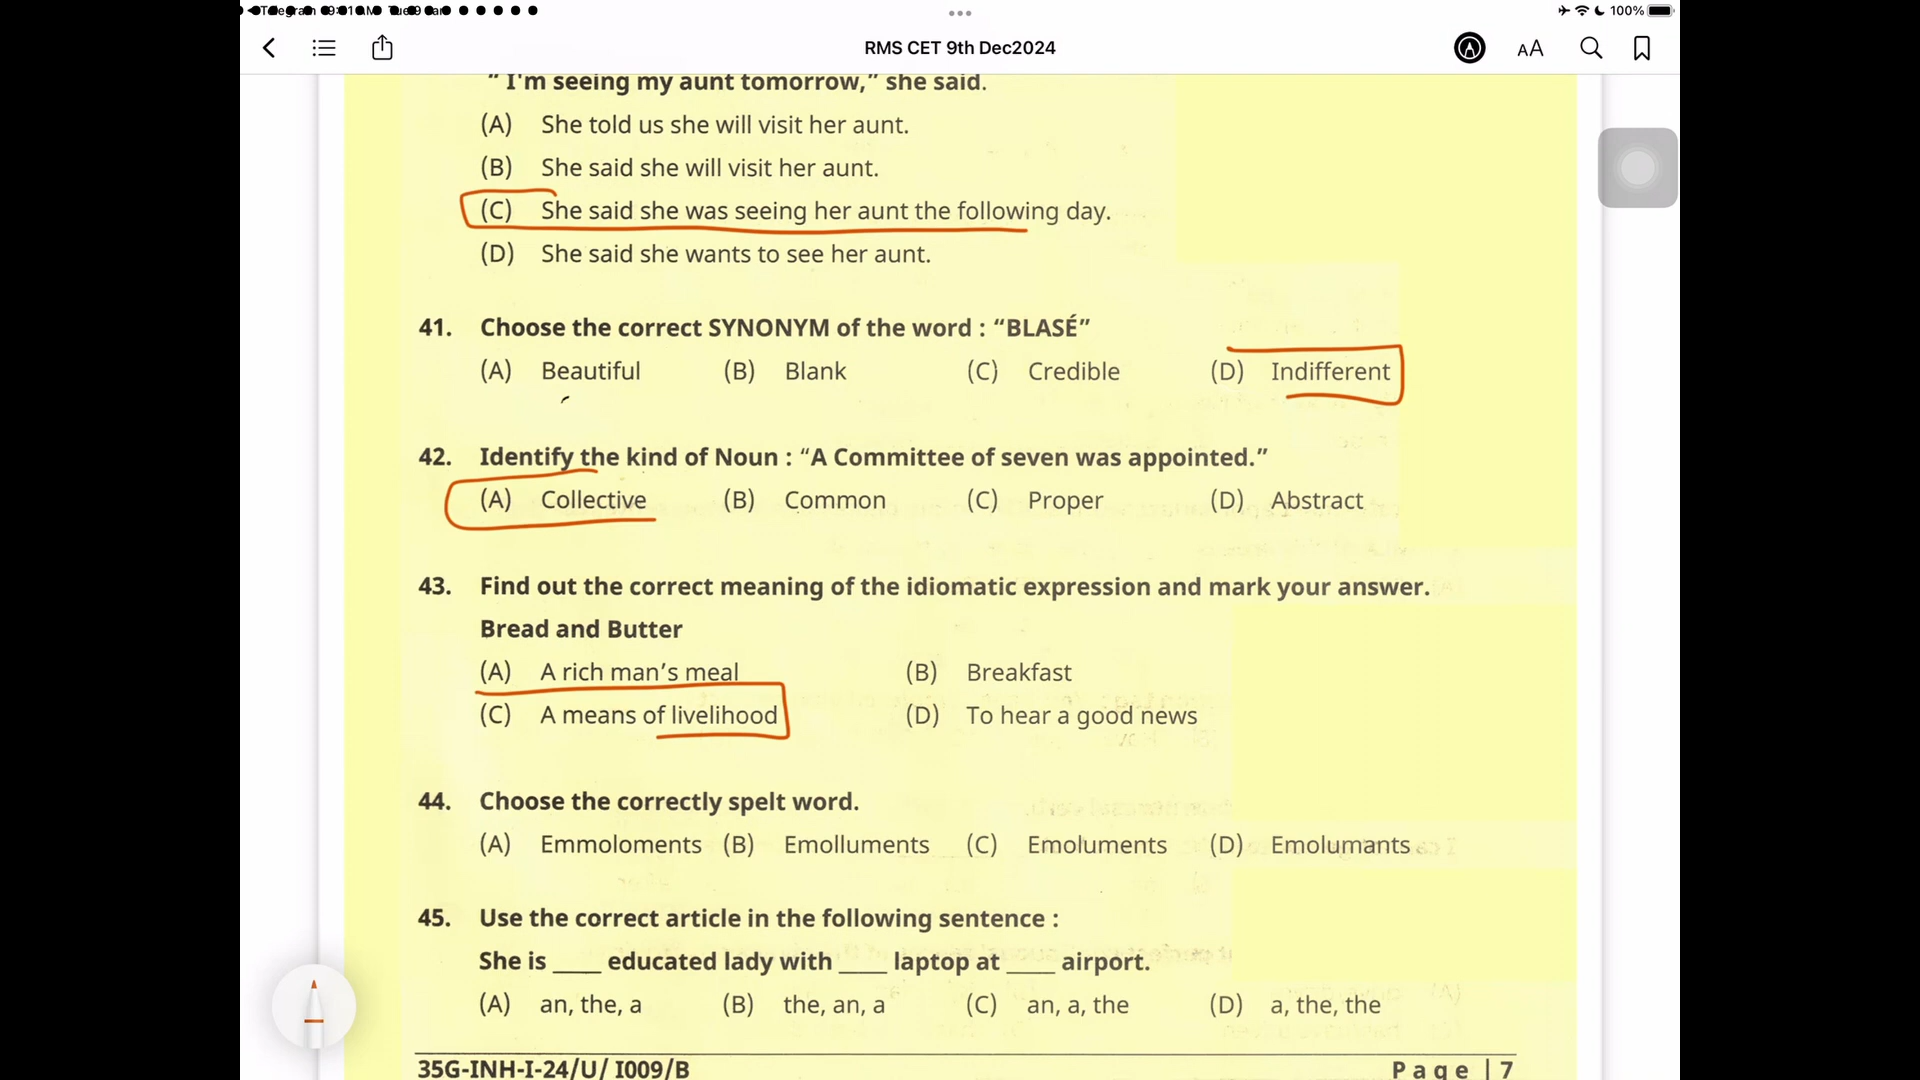 100%
RMS CET 9th Dec2024
AA
“ I'm seeing my aunt tomorrow,” she said.
(A) She told us she will visit her aunt.
(B) She said she will visit her aunt.
(C) She said she was seeing her aunt the following day.
(D) She said she wants to see her aunt.
41. Choose the correct SYNONYM of the word : “BLASÉ”
(A) Beautiful (B) Blank (C) Credible (D) Indifferent
42. Identify the kind of Noun : “A Committee of seven was appointed.”
(A) Collective (B) Common (C) Proper (D) Abstract
43. Find out the correct meaning of the idiomatic expression and mark your answer.
Bread and Butter
(A) A rich man’s meal (B) Breakfast
(C) A means of livelihood (D) To hear a good news
44. Choose the correctly spelt word.
(A) Emmoloments (B) Emolluments (C) Emoluments (D) Emolumants
45. Use the correct article in the following sentence :
She is ____ educated lady with ____ laptop at ____ airport.
(A) an, the, a (B) the, an, a (C) an, a, the (D) a, the, the
35G-INH-I-24/U/ I009/B Page | 7